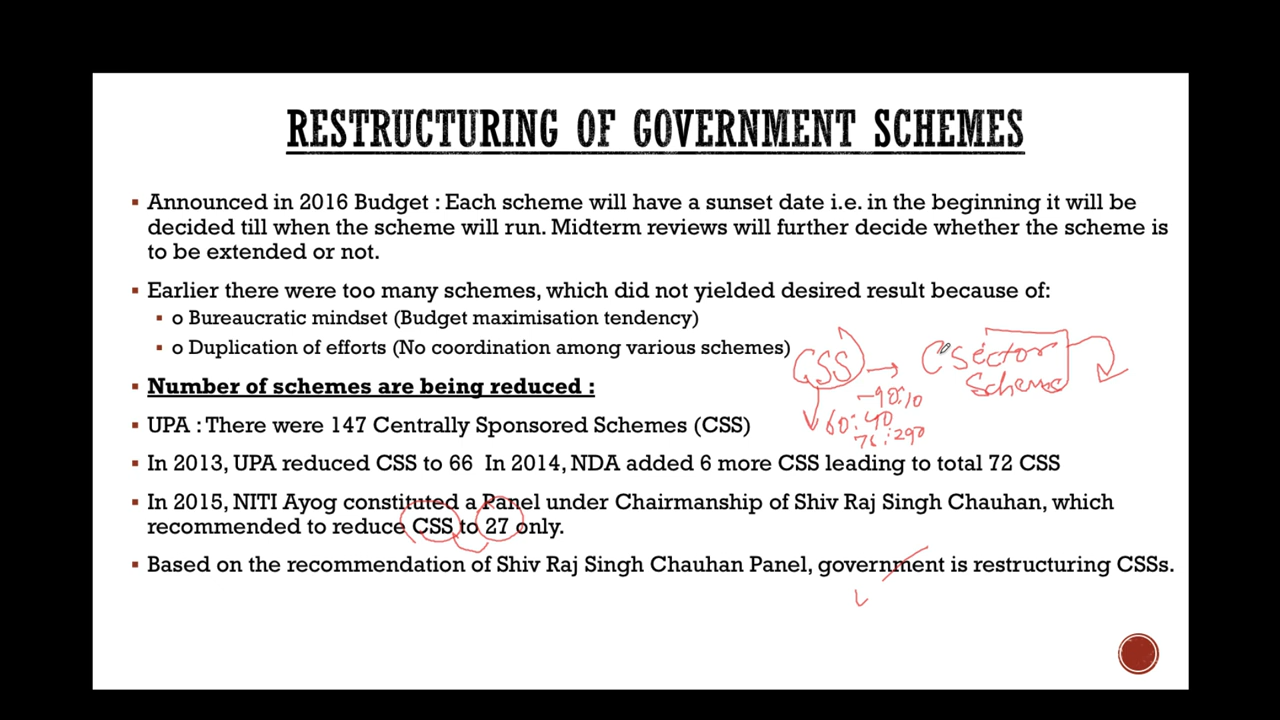 RESTRUCTURING OF GOVERNMENT SCHEMES
▪ Announced in 2016 Budget : Each scheme will have a sunset date i.e. in the beginning it will be
decided till when the scheme will run. Midterm reviews will further decide whether the scheme is
to be extended or not.
▪ Earlier there were too many schemes, which did not yielded desired result because of:
▪ o Bureaucratic mindset (Budget maximisation tendency)
▪ o Duplication of efforts (No coordination among various schemes)
CSS → C Sector
Scheme
▪ Number of schemes are being reduced :
90:10
60:40
▪ UPA : There were 147 Centrally Sponsored Schemes (CSS)
▪ In 2013, UPA reduced CSS to 66 In 2014, NDA added 6 more CSS leading to total 72 CSS
▪ In 2015, NITI Ayog constituted a Panel under Chairmanship of Shiv Raj Singh Chauhan, which
recommended to reduce CSS to 27 only.
▪ Based on the recommendation of Shiv Raj Singh Chauhan Panel, government is restructuring CSSs.